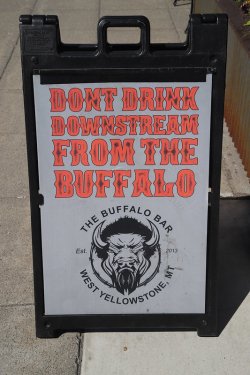 DONT DRINK
DOWNSTREAM
FROM THE
BUFFALO
THE BUFFALO BAR
Est. 2013
WEST YELLOWSTONE, MT